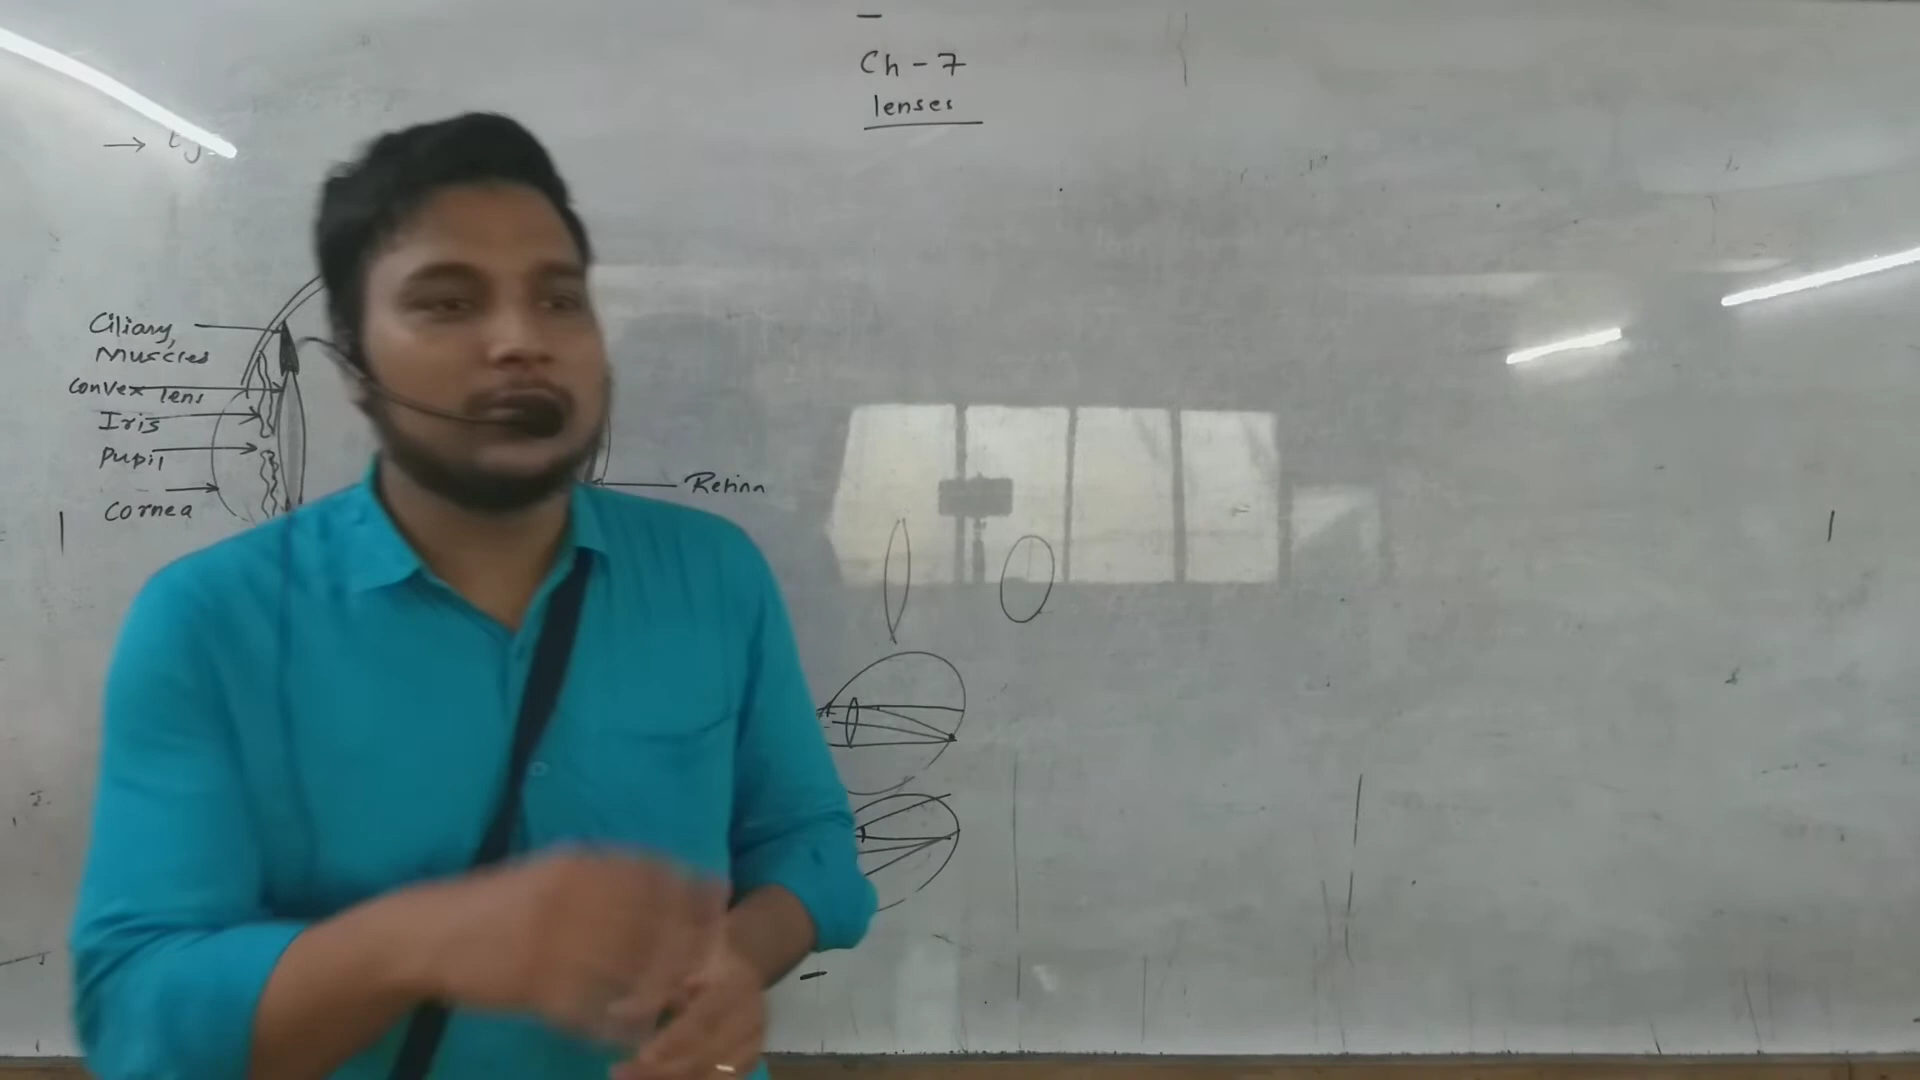 Ch - 7
lenses
Ciliary
Muscles
Convex lens
Iris
Pupil
Cornea
Retina